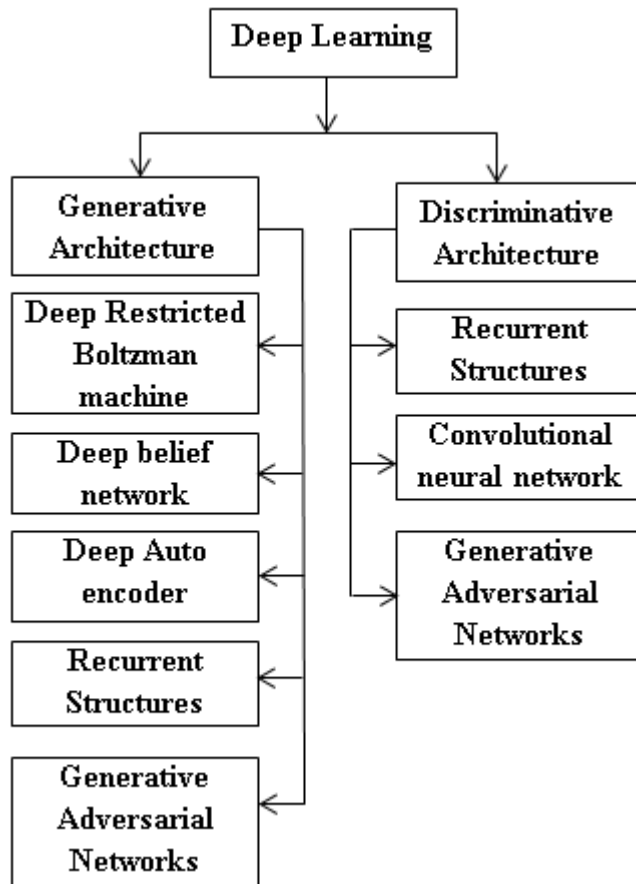 Deep Learning
Generative
Architecture
Deep Restricted
Boltzman
machine
Deep belief
network
Deep Auto
encoder
Recurrent
Structures
Generative
Adversarial
Networks
Discriminative
Architecture
Recurrent
Structures
Convolutional
neural network
Generative
Adversarial
Networks